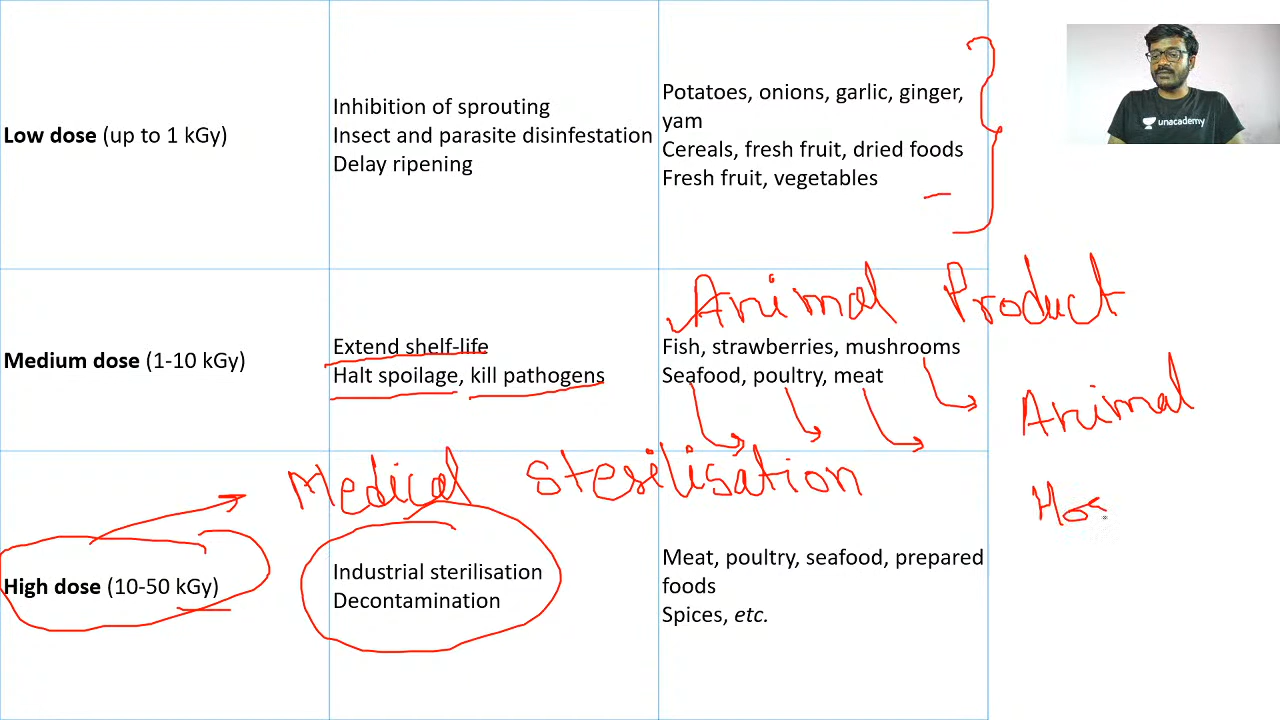 Low dose (up to 1 kGy)
Inhibition of sprouting
Insect and parasite disinfestation
Delay ripening
Potatoes, onions, garlic, ginger,
yam
Cereals, fresh fruit, dried foods
Fresh fruit, vegetables
unacademy
Animal Product
Medium dose (1-10 kGy)
Extend shelf-life
Halt spoilage, kill pathogens
Fish, strawberries, mushrooms
Seafood, poultry, meat
Animal
Medical sterilisation
High dose (10-50 kGy)
Industrial sterilisation
Decontamination
Meat, poultry, seafood, prepared
foods
Spices, etc.